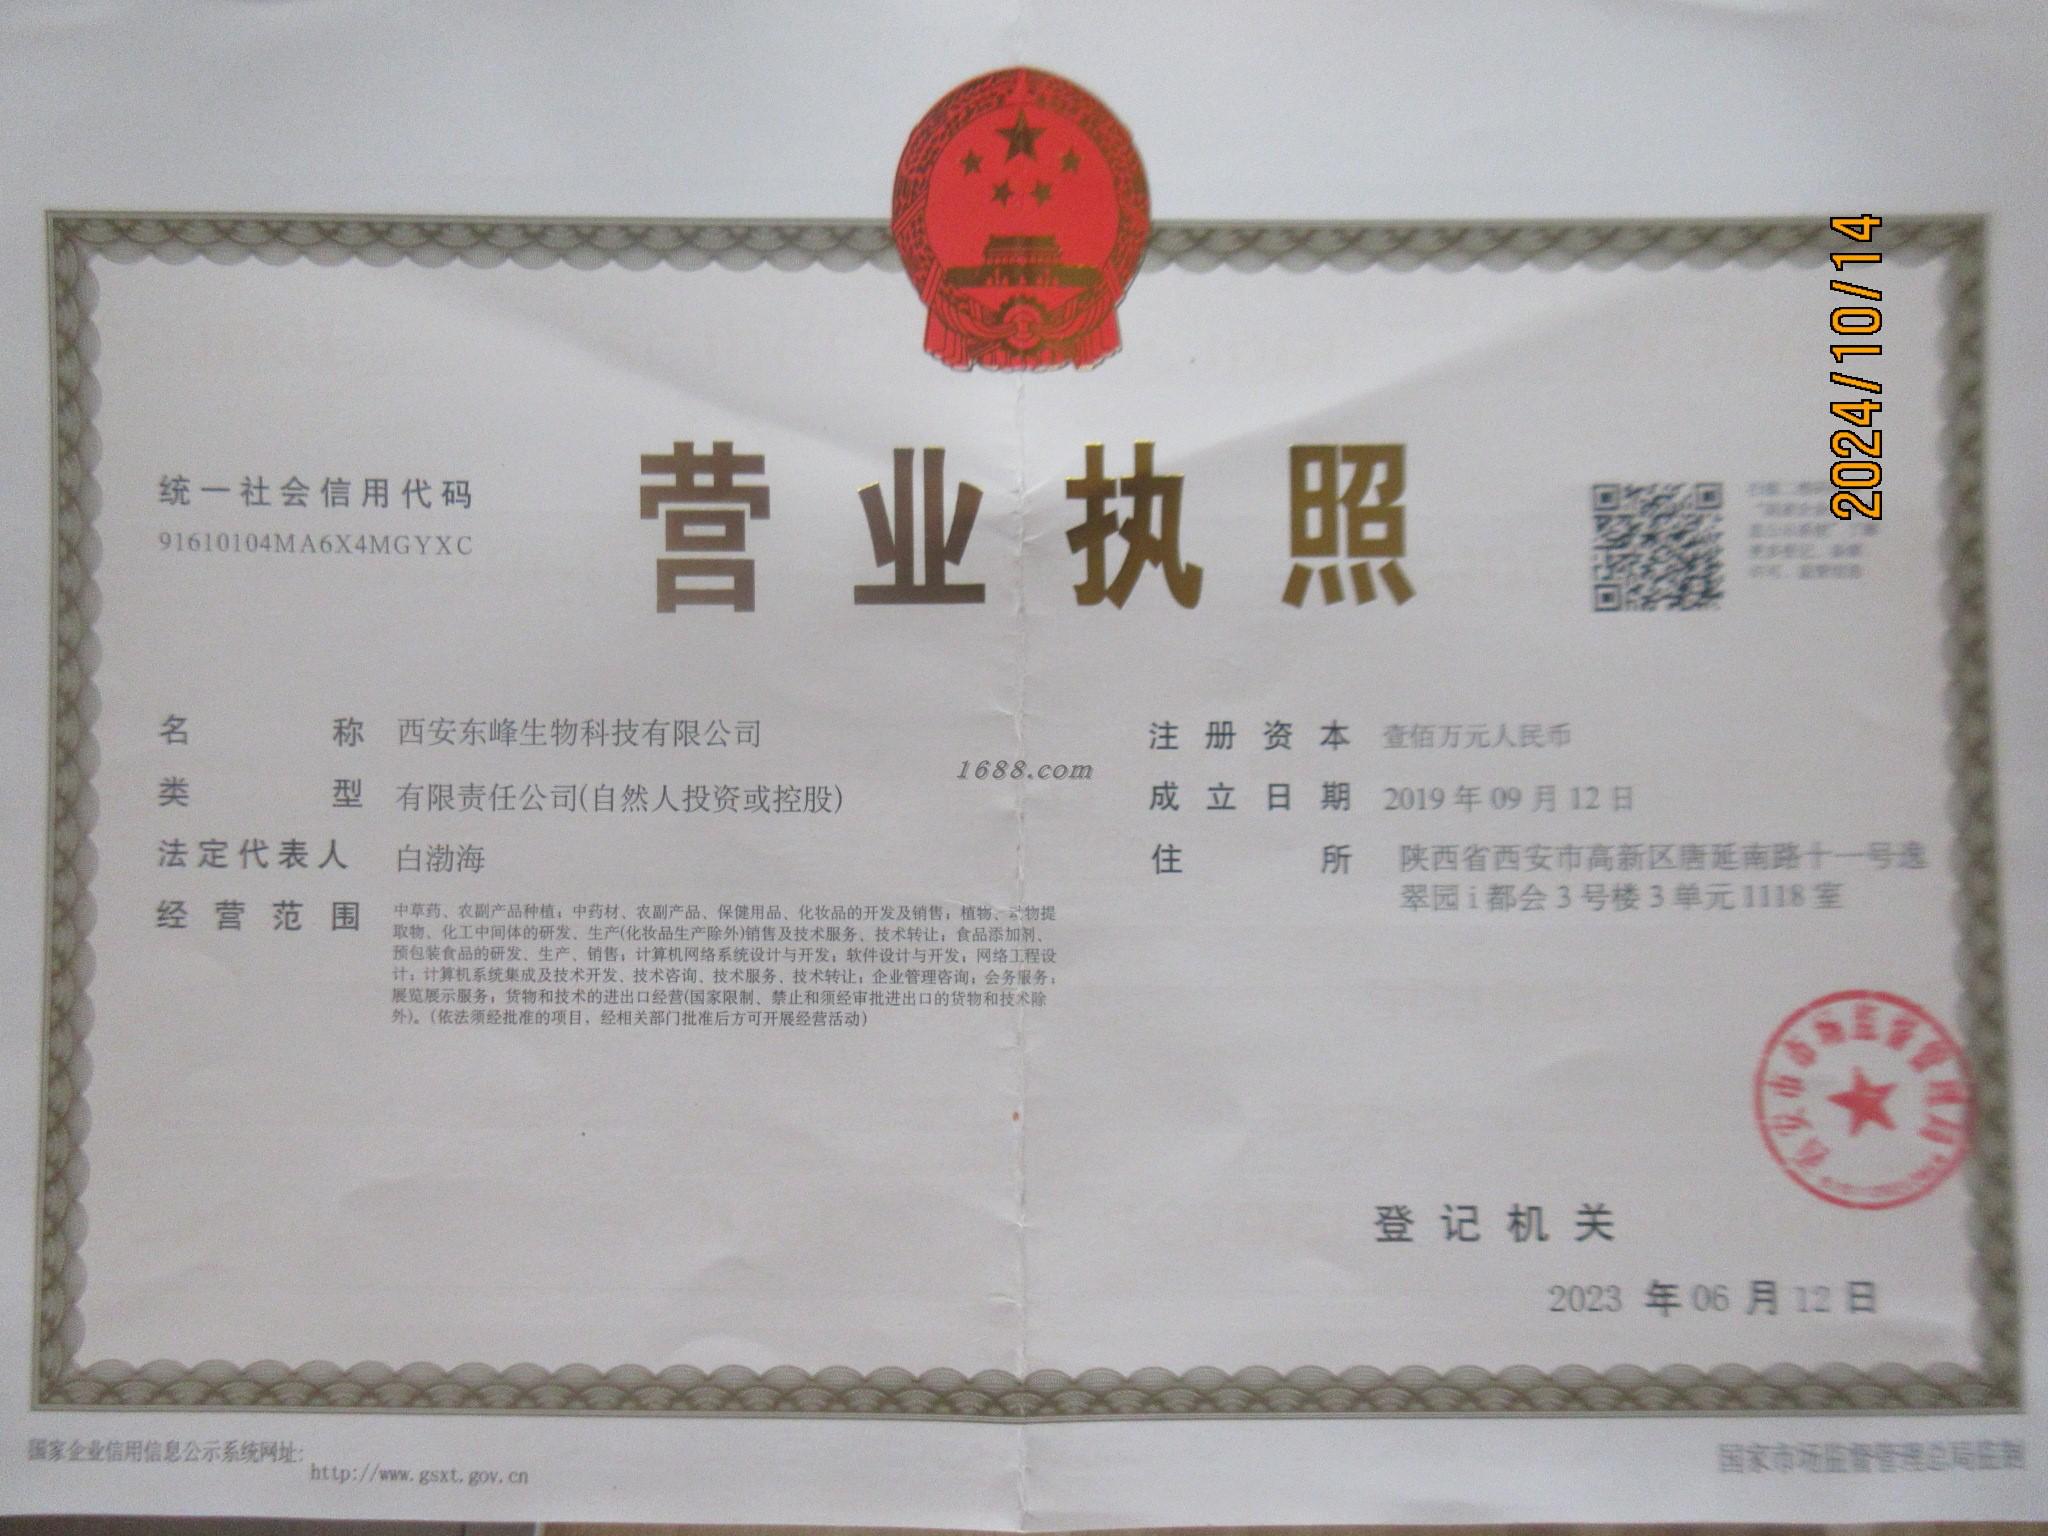 2024/10/14
营业执照
统一社会信用代码
91610104MA6X4MGYXC
名称 西安东峰生物科技有限公司
类型 有限责任公司(自然人投资或控股)
法定代表人 白渤海
经营范围 中草药、农副产品种植；中药材、农副产品、保健用品、化妆品的开发及销售；植物、动物提
取物、化工中间体的研发、生产(化妆品生产除外)销售及技术服务、技术转让；食品添加剂、
预包装食品的研发、生产、销售；计算机网络系统设计与开发；软件设计与开发；网络工程设
计；计算机系统集成及技术开发、技术咨询、技术服务、技术转让；企业管理咨询；会务服务；
展览展示服务；货物和技术的进出口经营(国家限制、禁止和须经审批进出口的货物和技术除
外)。(依法须经批准的项目，经相关部门批准后方可开展经营活动)
1688.com
注册资本 壹佰万元人民币
成立日期 2019年09月12日
住所 陕西省西安市高新区唐延南路十一号逸
翠园i都会3号楼3单元1118室
西安市市场监督管理局
登记机关
2023年06月12日
国家企业信用信息公示系统网址:
http://www.gsxt.gov.cn
国家市场监督管理总局监制